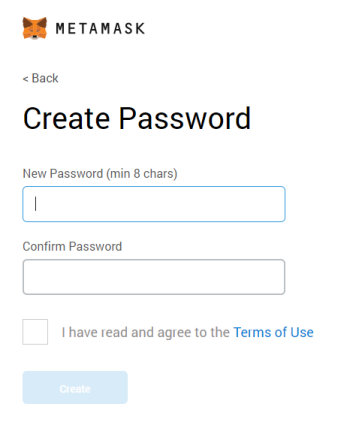 METAMASK
< Back
Create Password
New Password (min 8 chars)
Confirm Password
I have read and agree to the Terms of Use
Create